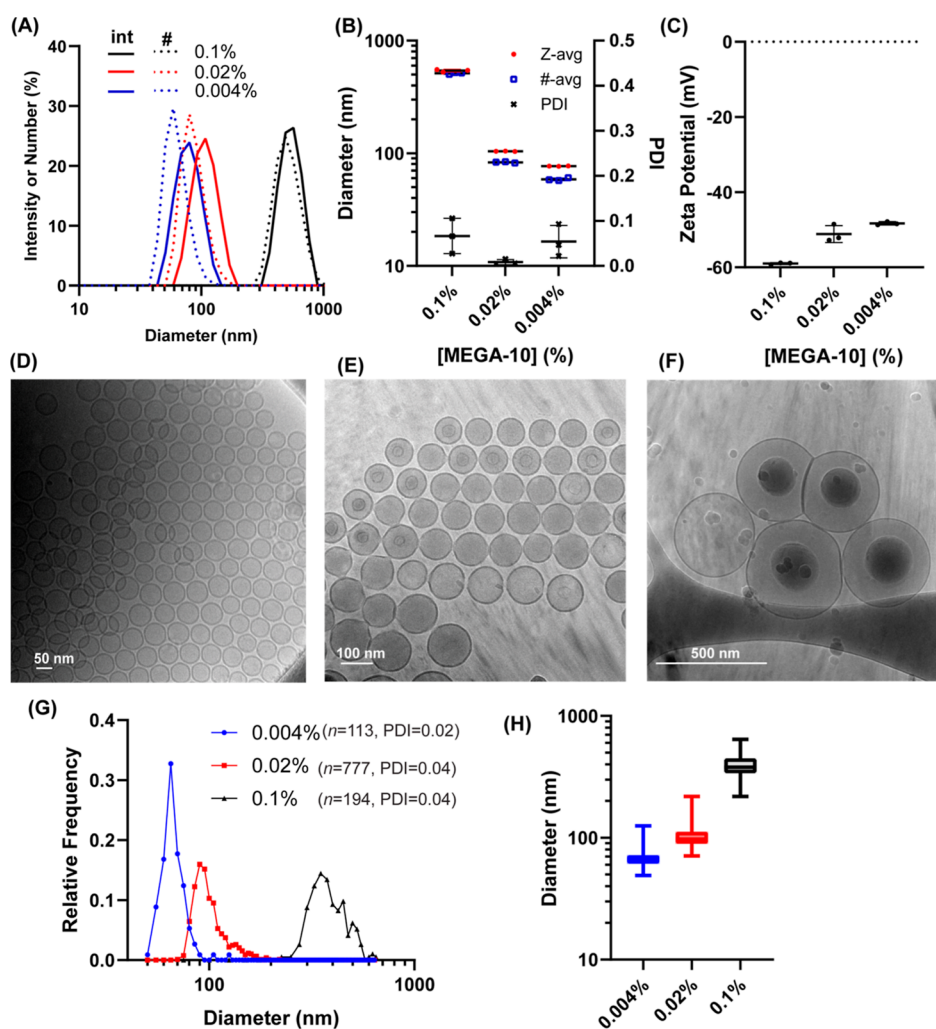 (A)
int #
0.1%
0.02%
0.004%
Intensity or Number (%)
40
30
20
10
0
10 100 1000
Diameter (nm)
(B)
Z-avg
#-avg
PDI
Diameter (nm)
1000
100
10
PDI
0.5
0.4
0.3
0.2
0.1
0.0
0.1% 0.02% 0.004%
[MEGA-10] (%)
(C)
Zeta Potential (mV)
0
-20
-40
-60
0.1% 0.02% 0.004%
[MEGA-10] (%)
(D)
50 nm
(E)
100 nm
(F)
500 nm
(G)
0.004% (n=113, PDI=0.02)
0.02% (n=777, PDI=0.04)
0.1% (n=194, PDI=0.04)
Relative Frequency
0.4
0.3
0.2
0.1
0.0
100 1000
Diameter (nm)
(H)
Diameter (nm)
1000
100
10
0.004% 0.02% 0.1%